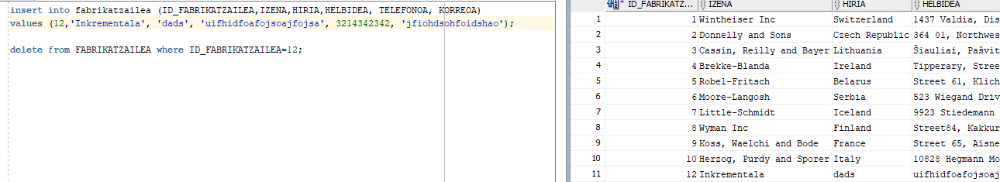 insert into fabrikatzailea (ID_FABRIKATZAILEA,IZENA,HIRIA,HELBIDEA, TELEFONOA, KORREOA)
values (12,'Inkrementala', 'dads', 'uifhidfoafojsoajfojsa', 3214342342, 'jfiohdsohfoidshao');
delete from FABRIKATZAILEA where ID_FABRIKATZAILEA=12;
ID_FABRIKATZ... IZENA HIRIA HELBIDEA
1 1 Wintheiser Inc Switzerland 1437 Valdia, Dis
2 2 Donnelly and Sons Czech Republic 364 01, Northwes
3 3 Cassin, Reilly and Bayer Lithuania Šiauliai, Pašvit
4 4 Brekke-Blanda Ireland Tipperary, Stree
5 5 Robel-Fritsch Belarus Street 61, Klich
6 6 Moore-Langosh Serbia 523 Wiegand Driv
7 7 Little-Schmidt Iceland 9923 Stiedemann
8 8 Wyman Inc Finland Street84, Kakkur
9 9 Koss, Waelchi and Bode France Street 65, Aisne
10 10 Herzog, Purdy and Sporer Italy 10828 Hegmann Mo
11 12 Inkrementala dads uifhidfoafojsoaj